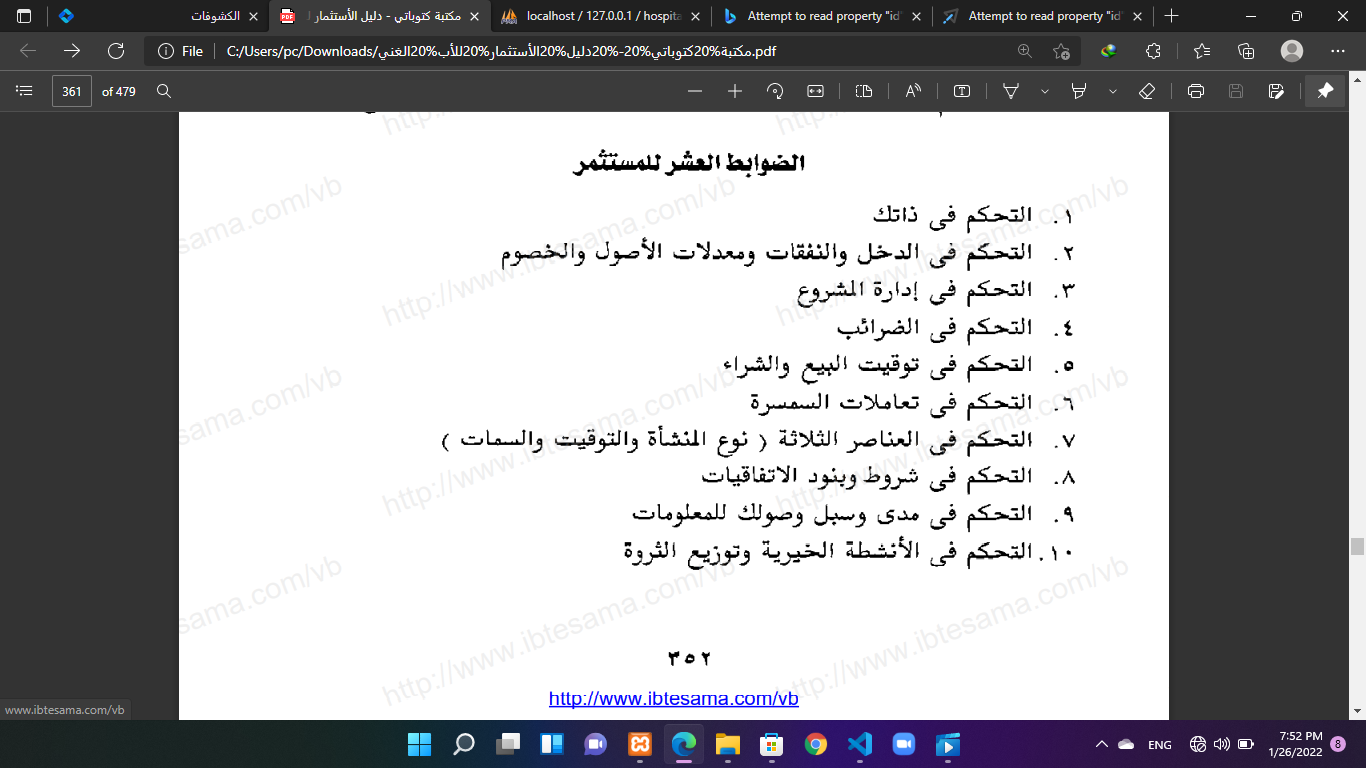 الكشوفات
مكتبة كتوباتي - دليل الأستثمار ا
localhost / 127.0.0.1 / hospita
Attempt to read property "id"
Attempt to read property "id"
File
C:/Users/pc/Downloads/مكتبة%20كتوباتي%20-%20دليل%20الأستثمار%20للأب%20الغني.pdf
361 of 479
الضوابط العشر للمستثمر
١. التحكم فى ذاتك
٢. التحكم فى الدخل والنفقات ومعدلات الأصول والخصوم
٣. التحكم فى إدارة المشروع
٤. التحكم فى الضرائب
٥. التحكم فى توقيت البيع والشراء
٦. التحكم فى تعاملات السمسرة
٧. التحكم فى العناصر الثلاثة ( نوع المنشأة والتوقيت والسمات )
٨. التحكم فى شروط وبنود الاتفاقيات
٩. التحكم فى مدى وسبل وصولك للمعلومات
١٠. التحكم فى الأنشطة الخيرية وتوزيع الثروة
٣٥٢
http://www.ibtesama.com/vb
www.ibtesama.com/vb
ENG
7:52 PM
1/26/2022
8